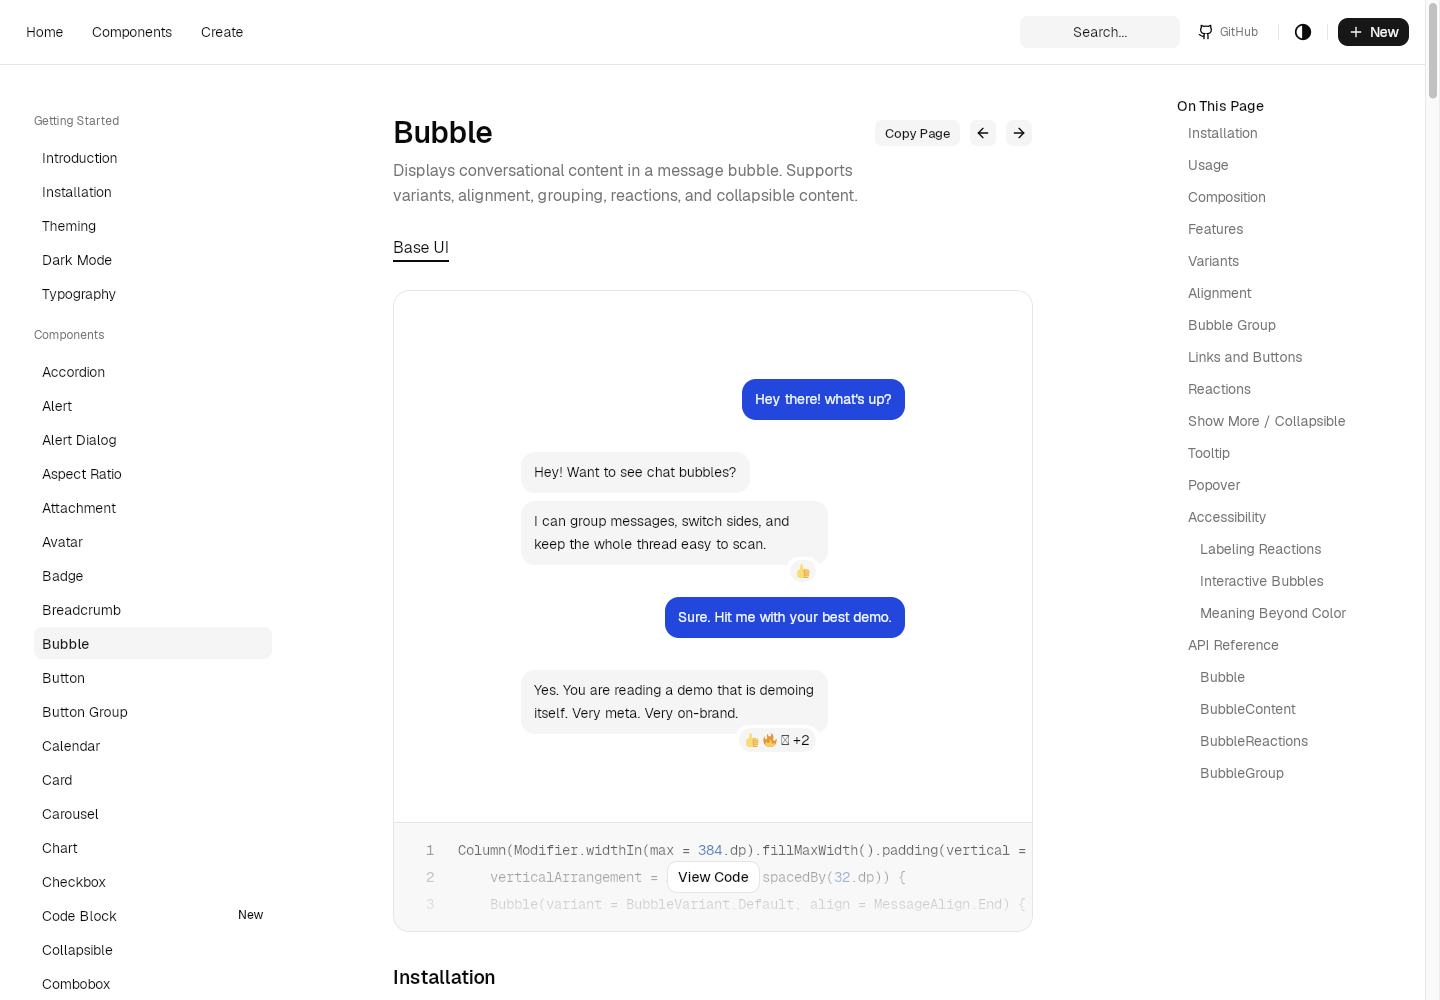 Home
Components
Create
Search...
GitHub
New
Getting Started
Introduction
Installation
Theming
Dark Mode
Typography
Components
Accordion
Alert
Alert Dialog
Aspect Ratio
Attachment
Avatar
Badge
Breadcrumb
Bubble
Button
Button Group
Calendar
Card
Carousel
Chart
Checkbox
Code Block New
Collapsible
Combobox
Bubble
Copy Page
Displays conversational content in a message bubble. Supports
variants, alignment, grouping, reactions, and collapsible content.
Base UI
Hey there! what's up?
Hey! Want to see chat bubbles?
I can group messages, switch sides, and
keep the whole thread easy to scan.
👍
Sure. Hit me with your best demo.
Yes. You are reading a demo that is demoing
itself. Very meta. Very on-brand.
👍🔥 +2
1 Column(Modifier.widthIn(max = 384.dp).fillMaxWidth().padding(vertical =
2 verticalArrangement = spacedBy(32.dp)) {
View Code
3 Bubble(variant = BubbleVariant.Default, align = MessageAlign.End) {
Installation
On This Page
Installation
Usage
Composition
Features
Variants
Alignment
Bubble Group
Links and Buttons
Reactions
Show More / Collapsible
Tooltip
Popover
Accessibility
Labeling Reactions
Interactive Bubbles
Meaning Beyond Color
API Reference
Bubble
BubbleContent
BubbleReactions
BubbleGroup